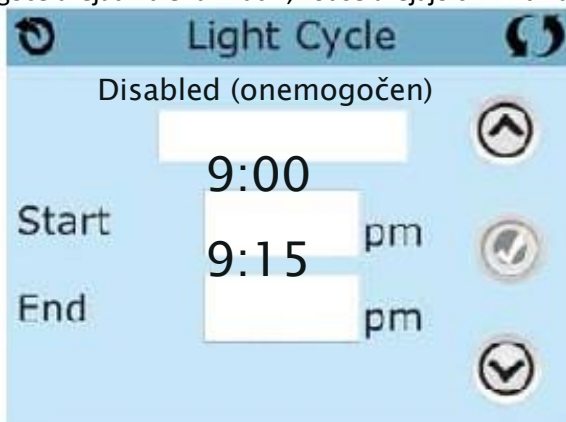 Light Cycle
Disabled (onemogočen)
9:00
Start pm
9:15
End pm